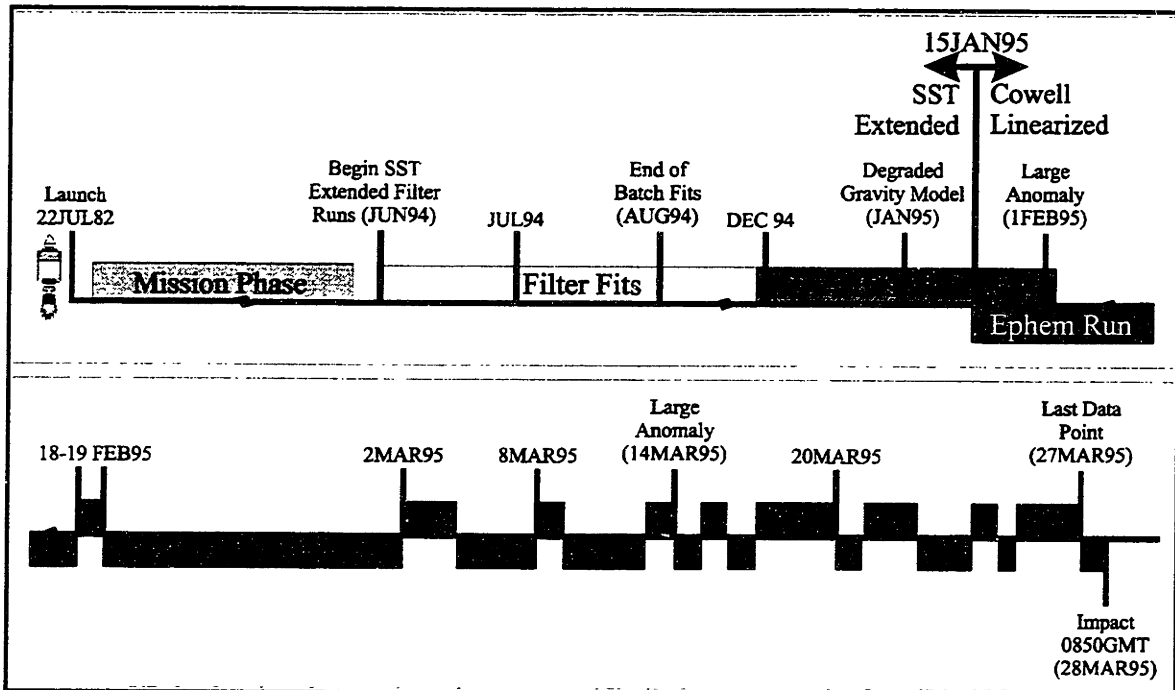 15JAN95
SST
Extended
Cowell
Linearized
Launch
22JUL82
Begin SST
Extended Filter
Runs (JUN94)
JUL94
End of
Batch Fits
(AUG94)
DEC 94
Degraded
Gravity Model
(JAN95)
Large
Anomaly
(1FEB95)
Mission Phase
Filter Fits
Ephem Run
18-19 FEB95
2MAR95
8MAR95
Large
Anomaly
(14MAR95)
20MAR95
Last Data
Point
(27MAR95)
Impact
0850GMT
(28MAR95)